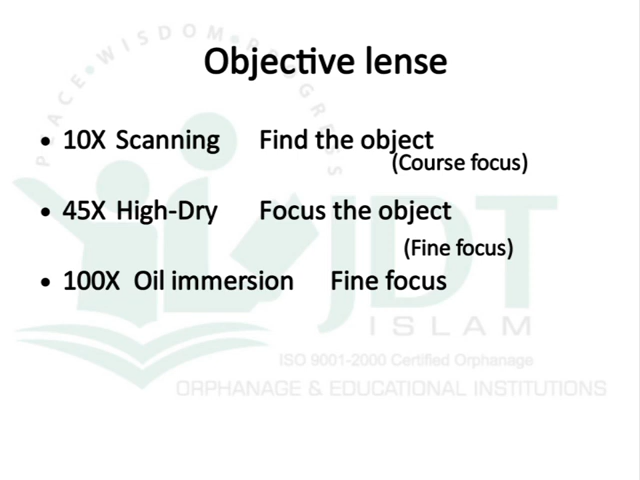 PEACE • WISDOM • PROGRESS
Objective lense
• 10X Scanning Find the object
(Course focus)
• 45X High-Dry Focus the object
(Fine focus)
• 100X Oil immersion Fine focus
JDT
ISLAM
ISO 9001-2000 Certified Orphanage
ORPHANAGE & EDUCATIONAL INSTITUTIONS